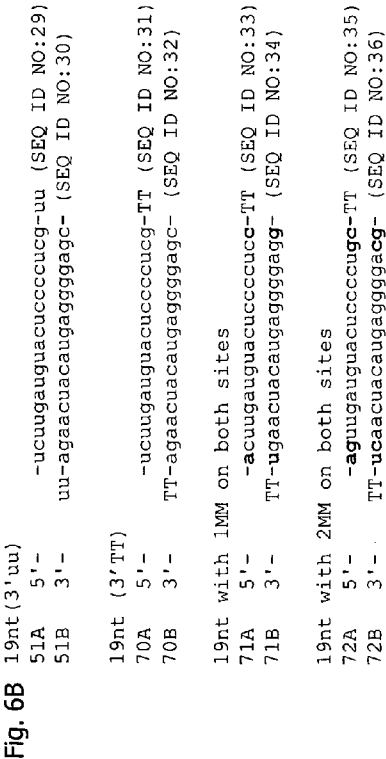 Fig. 6B
19nt(3'uu)
51A 5'- -ucuugauguacuccccucg-uu (SEQ ID NO:29)
51B 3'- uu-agaacuacaugaggggagc- (SEQ ID NO:30)
19nt (3'TT)
70A 5'- -ucuugauguacuccccucg-TT (SEQ ID NO:31)
70B 3'- TT-agaacuacaugaggggagc- (SEQ ID NO:32)
19nt with 1MM on both sites
71A 5'- -acuugauguacuccccucc-TT (SEQ ID NO:33)
71B 3'- TT-ugaacuacaugaggggagg- (SEQ ID NO:34)
19nt with 2MM on both sites
72A 5'- -aguugauguacuccccugc-TT (SEQ ID NO:35)
72B 3'- TT-ucaacuacaugaggggacg- (SEQ ID NO:36)